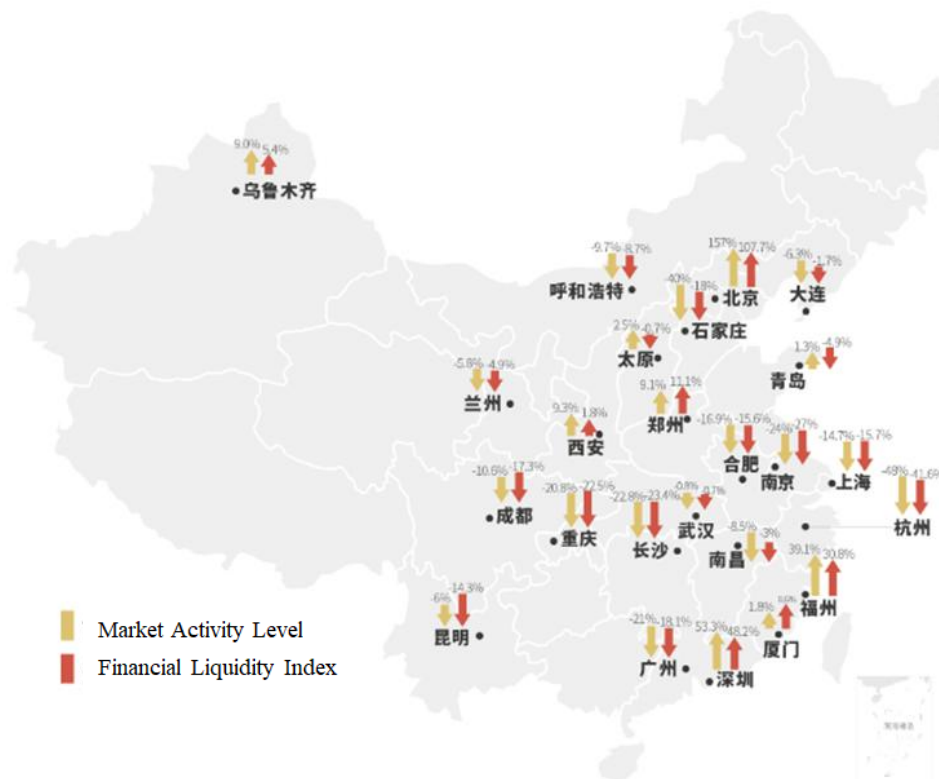 9.0% 5.4%
乌鲁木齐
-9.7% -8.7%
呼和浩特
157% 107.7%
北京
-6.3% -1.7%
大连
-40% -18%
石家庄
2.5% -0.7%
太原
1.3% -4.9%
青岛
-5.8% -4.9%
兰州
9.3% 1.8%
西安
9.1% 11.1%
郑州
-16.9% -15.6%
合肥
-24% -27%
南京
-14.7% -15.7%
上海
-48% -41.6%
杭州
-10.6% -17.3%
成都
-20.8% -22.5%
重庆
-22.8% -23.4%
长沙
-0.8% -0.7%
武汉
-8.5% -3%
南昌
39.1% 30.8%
福州
-6% -14.3%
昆明
-21% -18.1%
广州
53.3% 48.2%
深圳
1.8%
厦门
Market Activity Level
Financial Liquidity Index